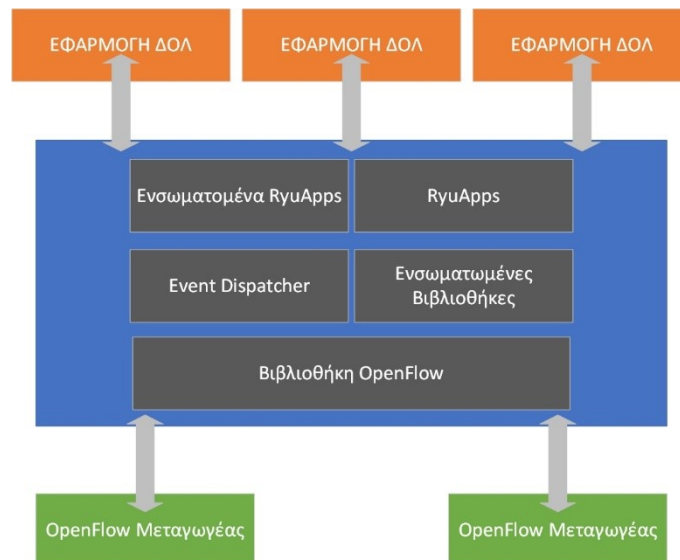 ΕΦΑΡΜΟΓΗ ΔΟΛ
ΕΦΑΡΜΟΓΗ ΔΟΛ
ΕΦΑΡΜΟΓΗ ΔΟΛ
Ενσωματομένα RyuApps
RyuApps
Event Dispatcher
Ενσωματωμένες
Βιβλιοθήκες
Βιβλιοθήκη OpenFlow
OpenFlow Μεταγωγέας
OpenFlow Μεταγωγέας